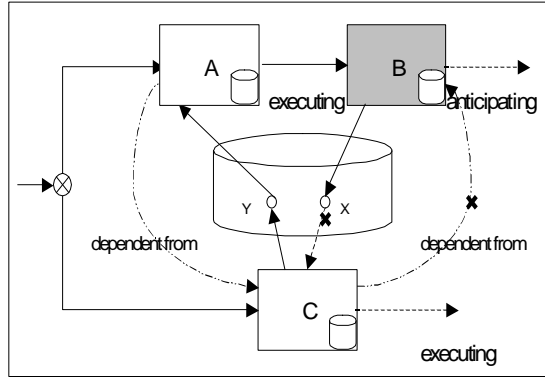 A
B
executing
anticipating
Y
X
dependent from
dependent from
C
executing